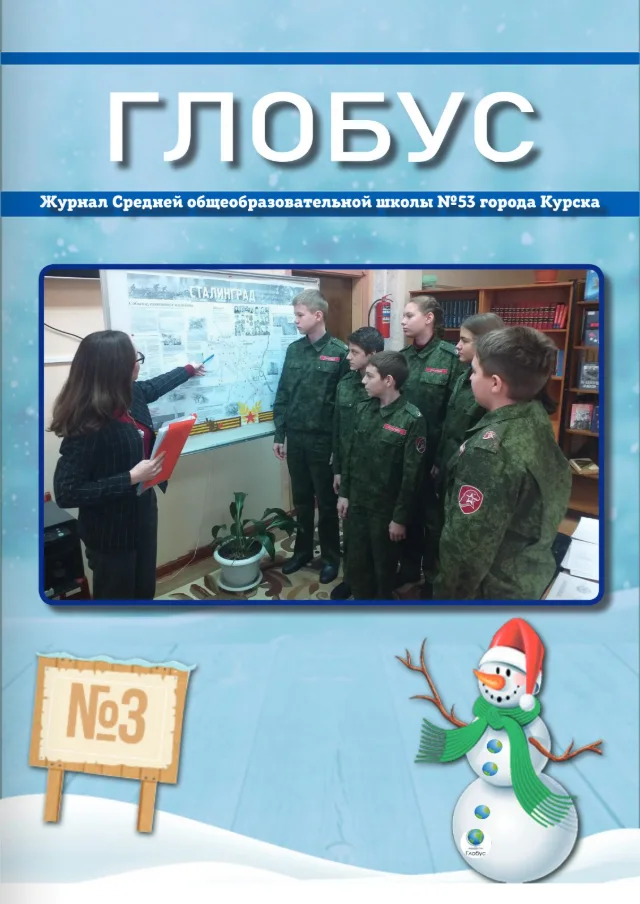 ГЛОБУС
Журнал Средней общеобразовательной школы №53 города Курска
СТАЛИНГРАД
№3
Глобус